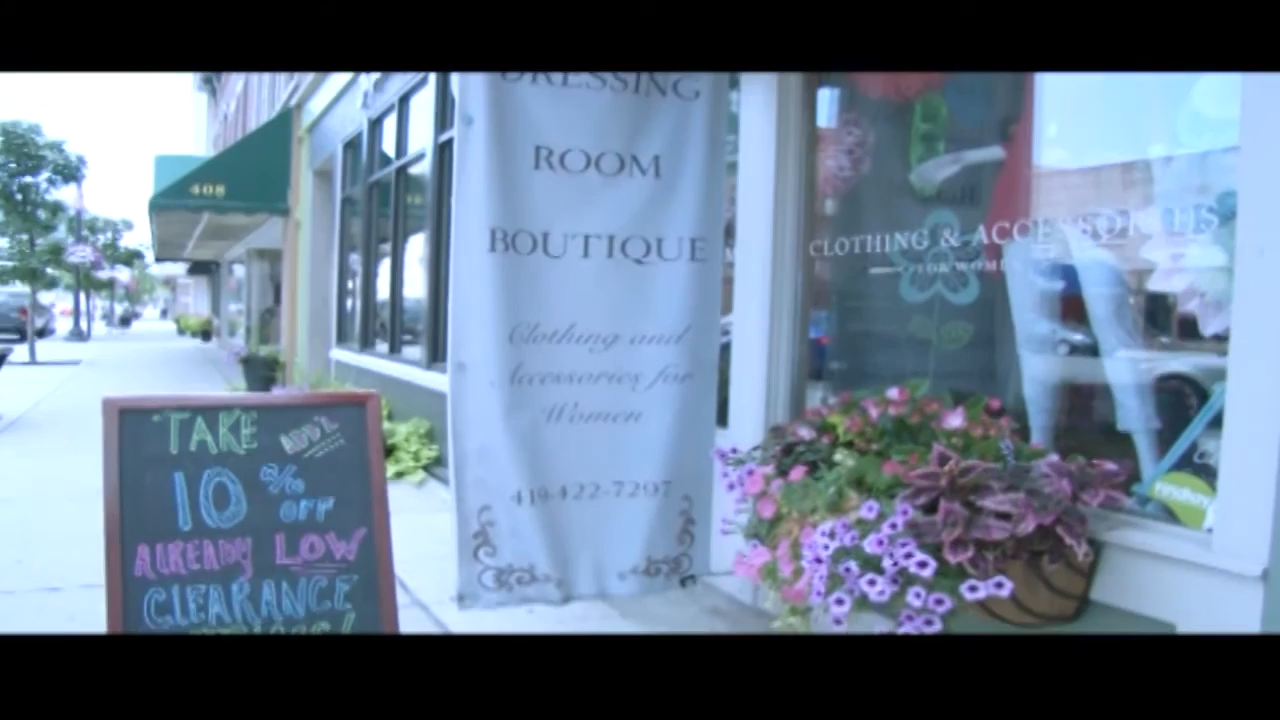 408
TAKE
ADD'L
10%
OFF
ALREADY LOW
CLEARANCE
DRESSING
ROOM
BOUTIQUE
Clothing and
Accessories for
Women
419-422-7297
CLOTHING & ACCESSORIES
FOR WOMEN